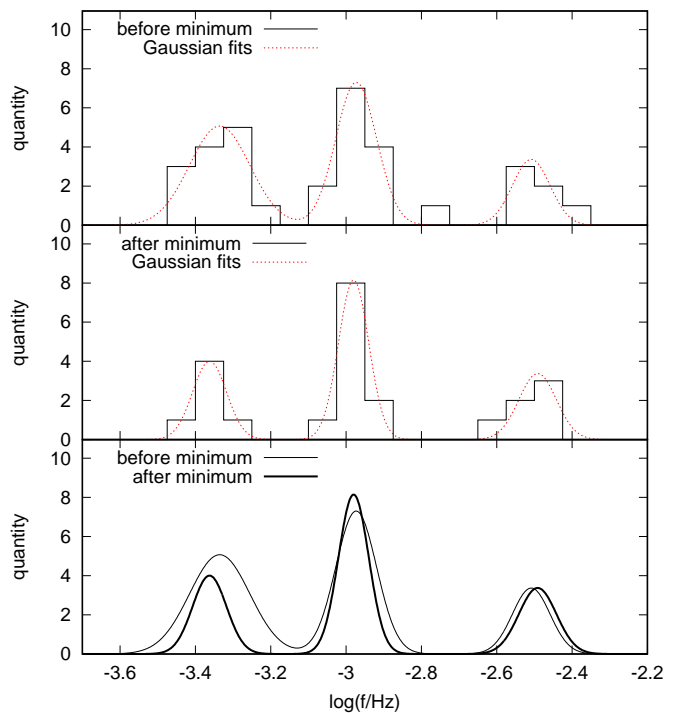 10
before minimum
Gaussian fits
8
6
quantity
4
2
0
10
after minimum
Gaussian fits
8
6
quantity
4
2
0
10
before minimum
after minimum
8
6
quantity
4
2
0
-3.6 -3.4 -3.2 -3 -2.8 -2.6 -2.4 -2.2
log(f/Hz)